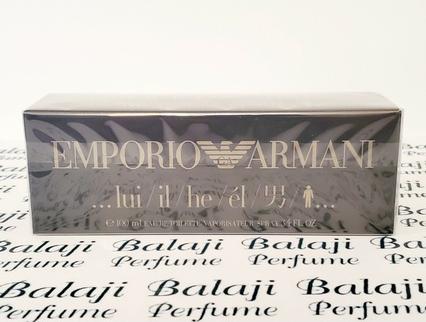 EMPORIO GA ARMANI
...lui/il/he/él/男/...
℮ 100 ml EAU DE TOILETTE VAPORISATEUR SPRAY 3.4 FL. OZ
Balaji Balaji
Perfume Perfume Perfume
Balaji Balaji Balaji
Perfume Perfume Perfume